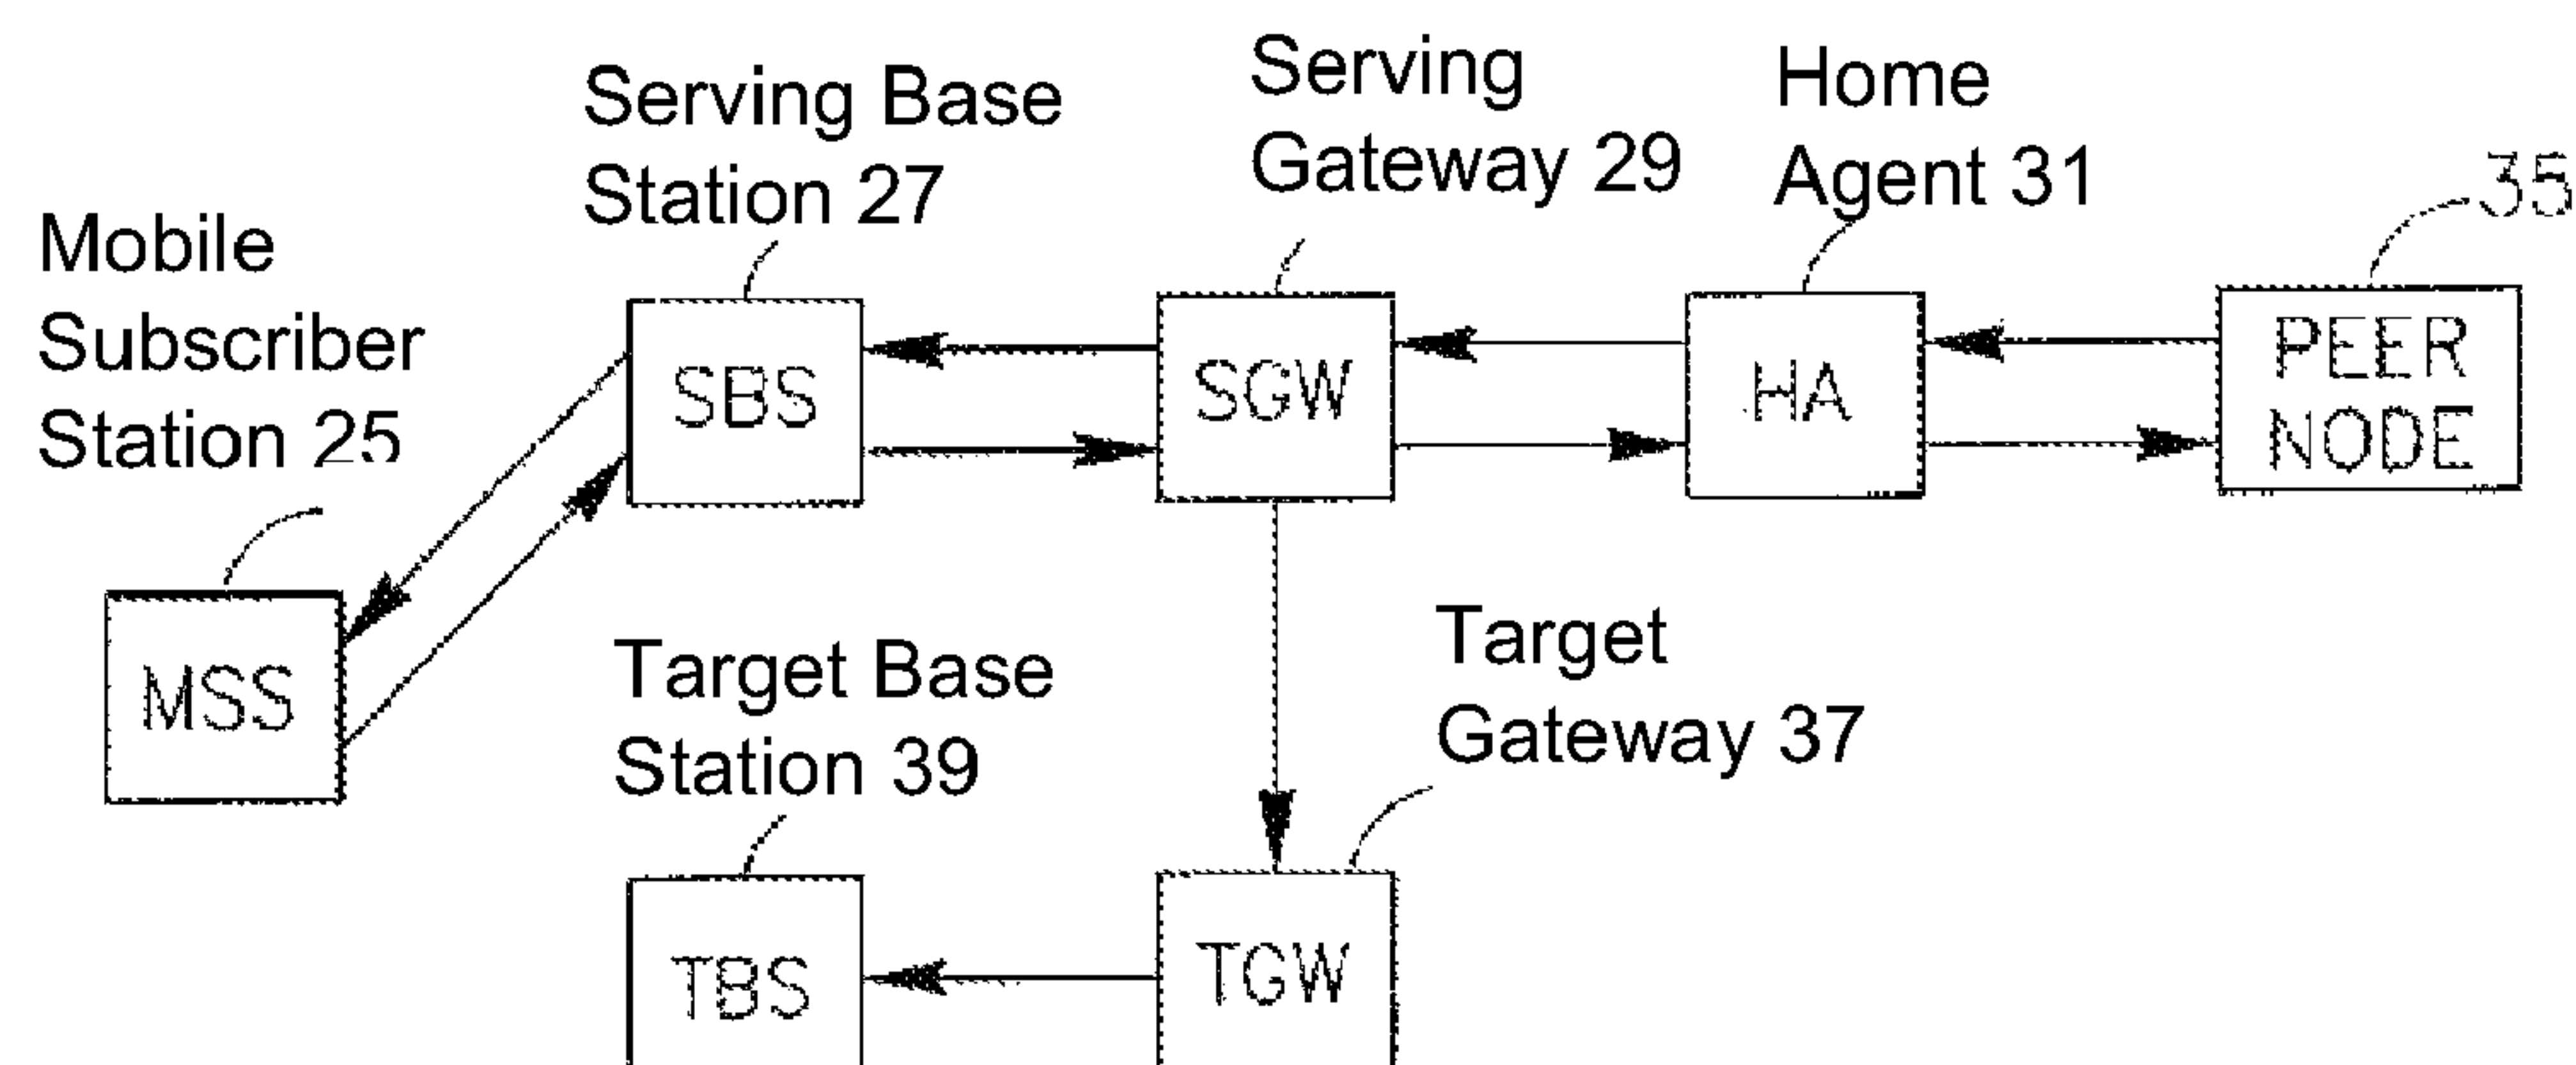 Serving Base
Station 27
Serving
Gateway 29
Home
Agent 31
35
Mobile
Subscriber
Station 25
SBS
SGW
HA
PEER
NODE
MSS
Target Base
Station 39
Target
Gateway 37
TBS
TGW